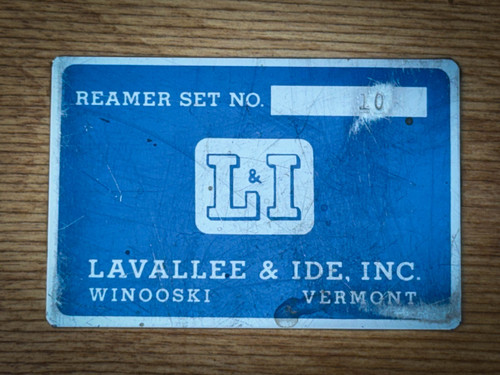 REAMER SET NO. 10
L&I
LAVALLEE & IDE, INC.
WINOOSKI VERMONT